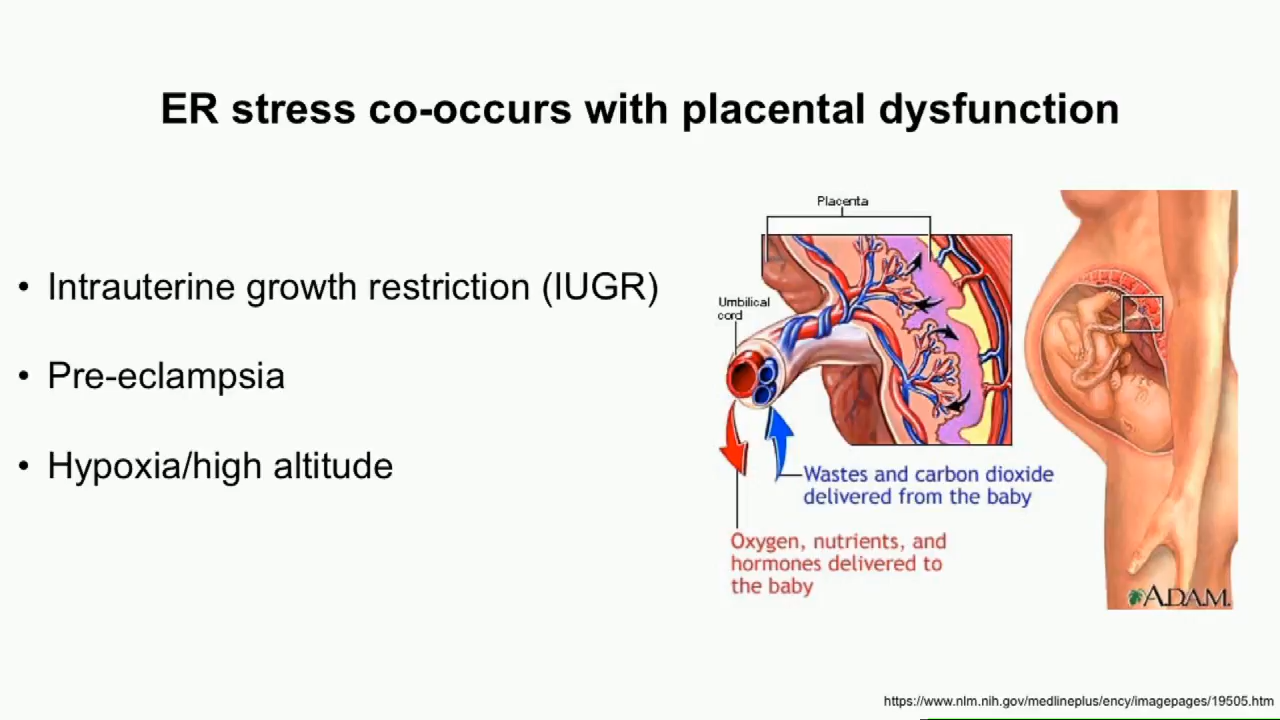 ER stress co-occurs with placental dysfunction
• Intrauterine growth restriction (IUGR)
• Pre-eclampsia
• Hypoxia/high altitude
Placenta
Umbilical
cord
Wastes and carbon dioxide
delivered from the baby
Oxygen, nutrients, and
hormones delivered to
the baby
A.D.A.M.
https://www.nlm.nih.gov/medlineplus/ency/imagepages/19505.htm